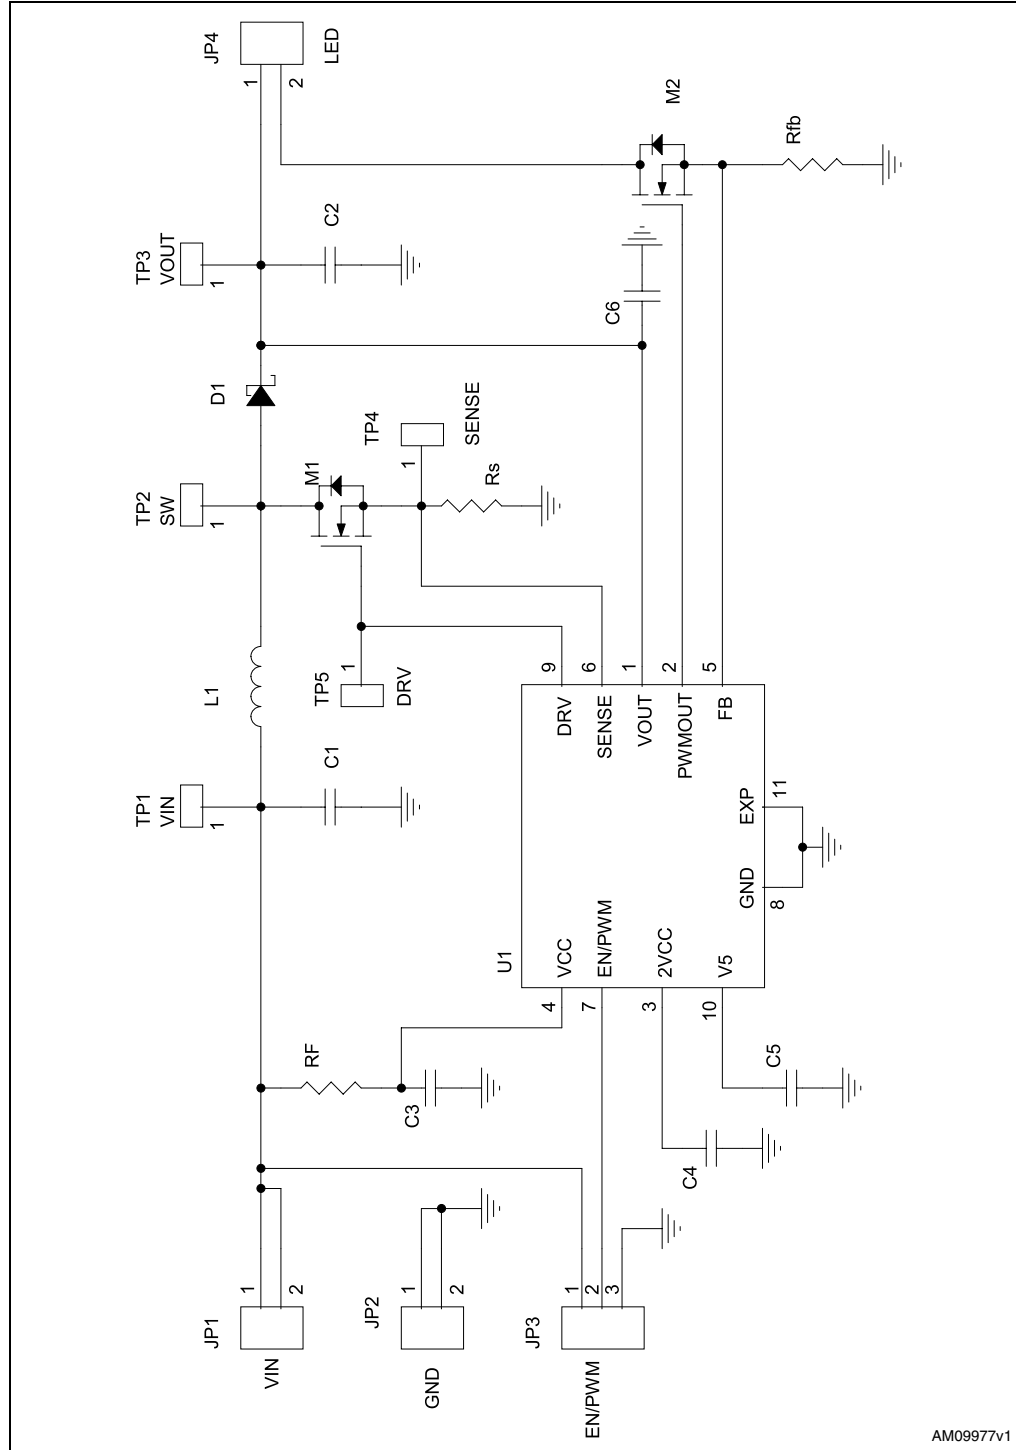 JP4
LED
1
2
M2
Rfb
TP3
VOUT
1
C2
C6
D1
TP4
SENSE
1
TP2
SW
1
M1
Rs
L1
TP5
DRV
1
TP1
VIN
1
C1
9
6
1
2
5
DRV
SENSE
VOUT
PWMOUT
FB
EXP
11
GND
8
U1
VCC
EN/PWM
2VCC
V5
4
7
3
10
RF
C3
C5
C4
JP1
VIN
1
2
JP2
GND
1
2
JP3
EN/PWM
1
2
3
AM09977v1